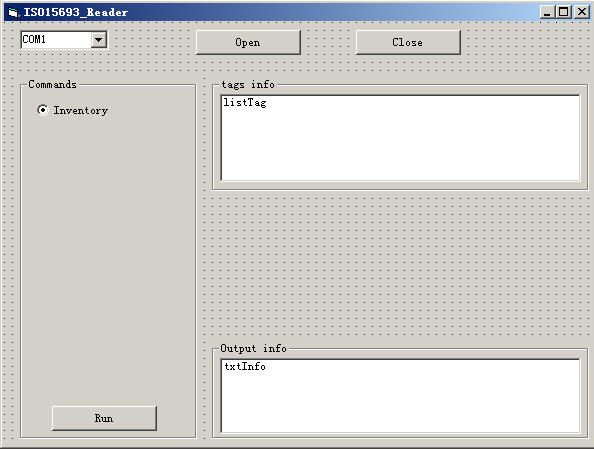 ISO15693_Reader
COM1
Open
Close
Commands
Inventory
tags info
listTag
Output info
txtInfo
Run